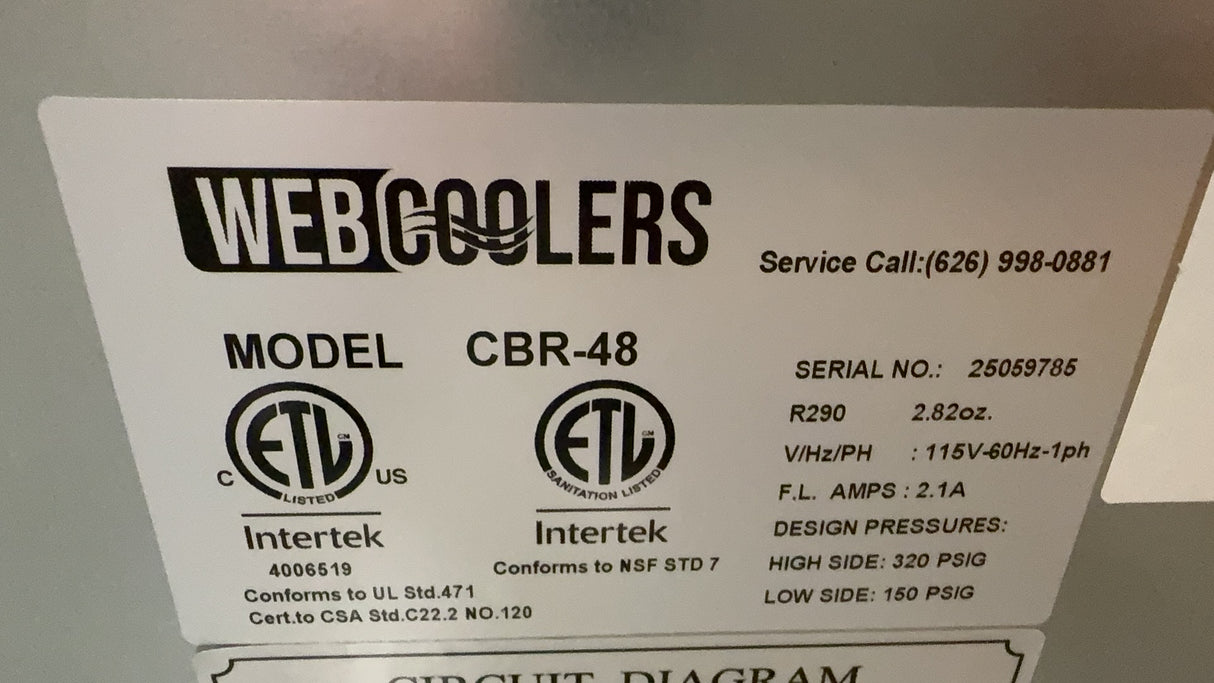 WEBCOOLERS
Service Call:(626) 998-0881
MODEL CBR-48
ETL CM
C US
LISTED
Intertek
4006519
Conforms to UL Std.471
Cert.to CSA Std.C22.2 NO.120
ETL CM
SANITATION LISTED
Intertek
Conforms to NSF STD 7
SERIAL NO.: 25059785
R290 2.82oz.
V/Hz/PH : 115V-60Hz-1ph
F.L. AMPS : 2.1A
DESIGN PRESSURES:
HIGH SIDE: 320 PSIG
LOW SIDE: 150 PSIG
CIRCUIT DIAGRAM